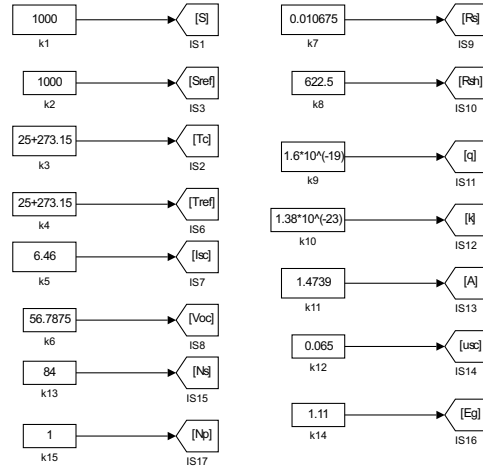 1000
[S]
k1
IS1
1000
[Sref]
k2
IS3
25+273.15
[Tc]
k3
IS2
25+273.15
[Tref]
k4
IS6
6.46
[Isc]
k5
IS7
56.7875
[Voc]
k6
IS8
84
[Ns]
k13
IS15
1
[Np]
k15
IS17
0.010675
[Rs]
k7
IS9
622.5
[Rsh]
k8
IS10
1.6*10^(-19)
[q]
k9
IS11
1.38*10^(-23)
[k]
k10
IS12
1.4739
[A]
k11
IS13
0.065
[usc]
k12
IS14
1.11
[Eg]
k14
IS16